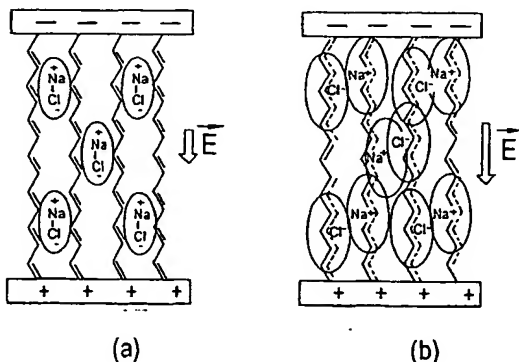 − − − −
− − − −
+ +
Na Na
Cl Cl
− −
+
Na
Cl
−
+ +
Na Na
Cl Cl
− −
E
+ + + +
(a)
Cl− Na+ Cl− Na+
Na+ Cl−
Cl− Na+ Cl− Na+
E
+ + + +
(b)